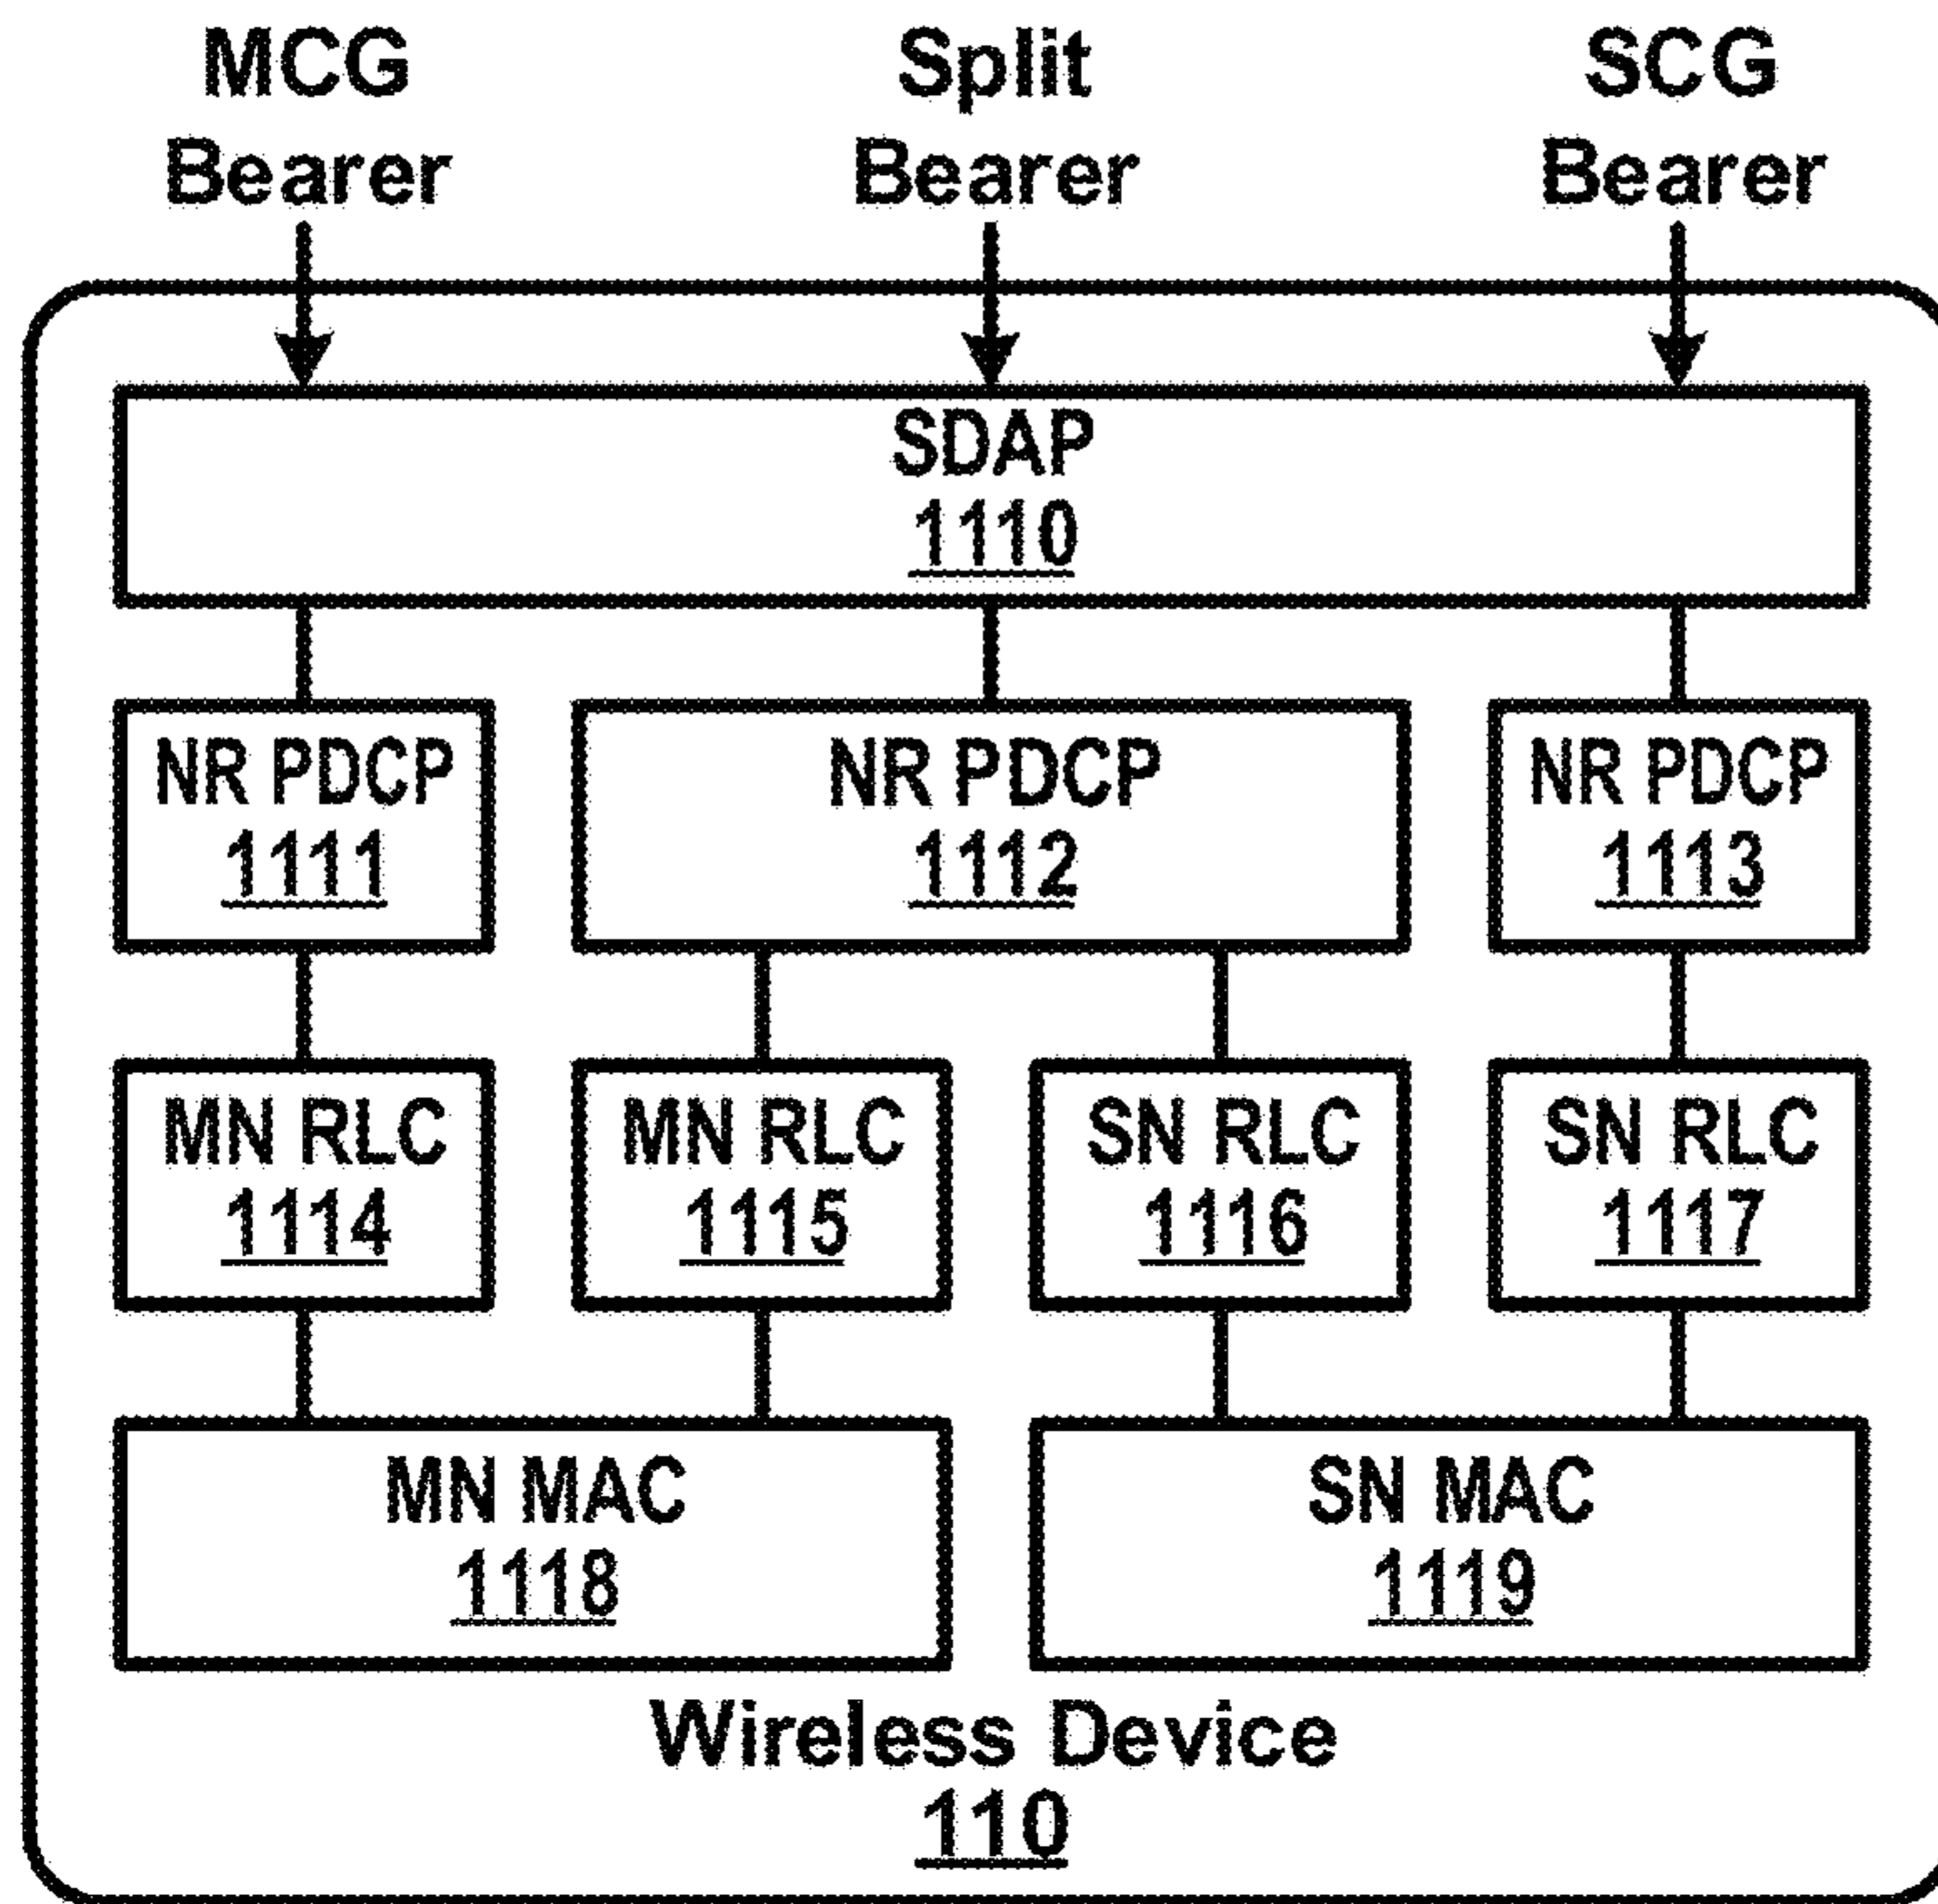 MCG Bearer
Split Bearer
SCG Bearer
SDAP
1110
NR PDCP
1111
NR PDCP
1112
NR PDCP
1113
MN RLC
1114
MN RLC
1115
SN RLC
1116
SN RLC
1117
MN MAC
1118
SN MAC
1119
Wireless Device
110